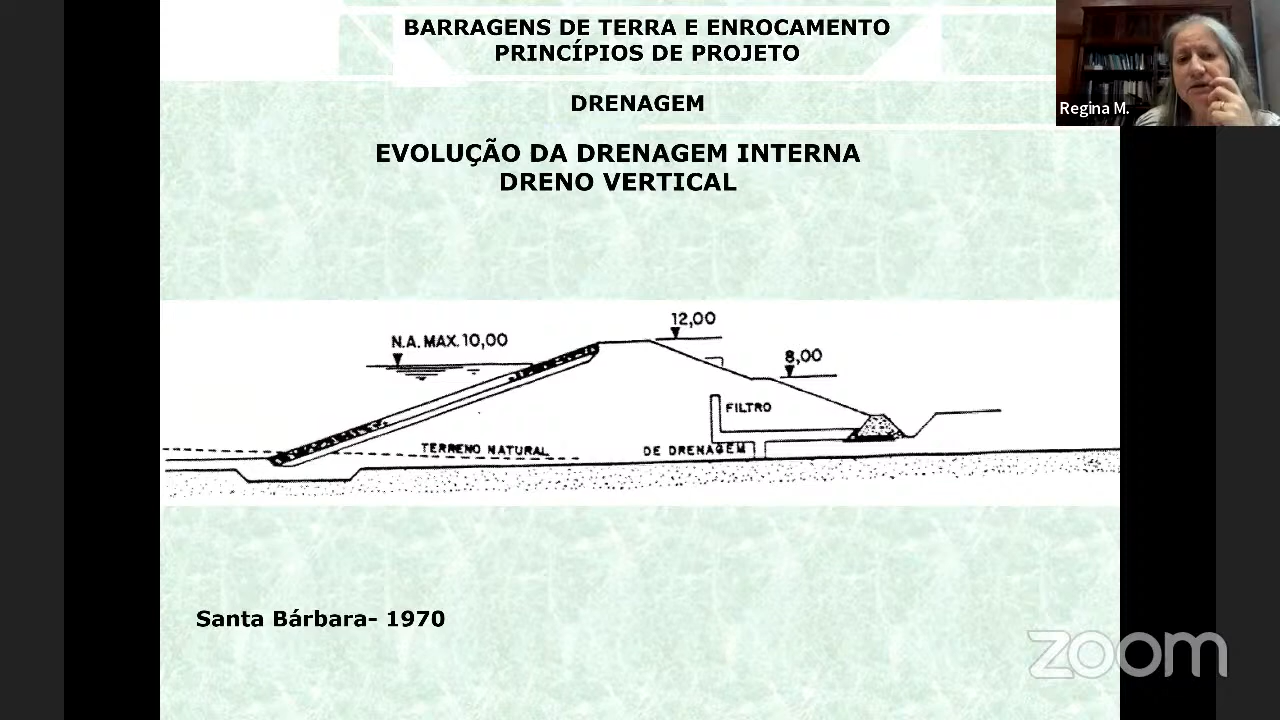 BARRAGENS DE TERRA E ENROCAMENTO
PRINCÍPIOS DE PROJETO
Regina M.
DRENAGEM
EVOLUÇÃO DA DRENAGEM INTERNA
DRENO VERTICAL
12,00
N.A. MAX. 10,00
8,00
FILTRO
TERRENO NATURAL
DE DRENAGEM
Santa Bárbara- 1970
zoom